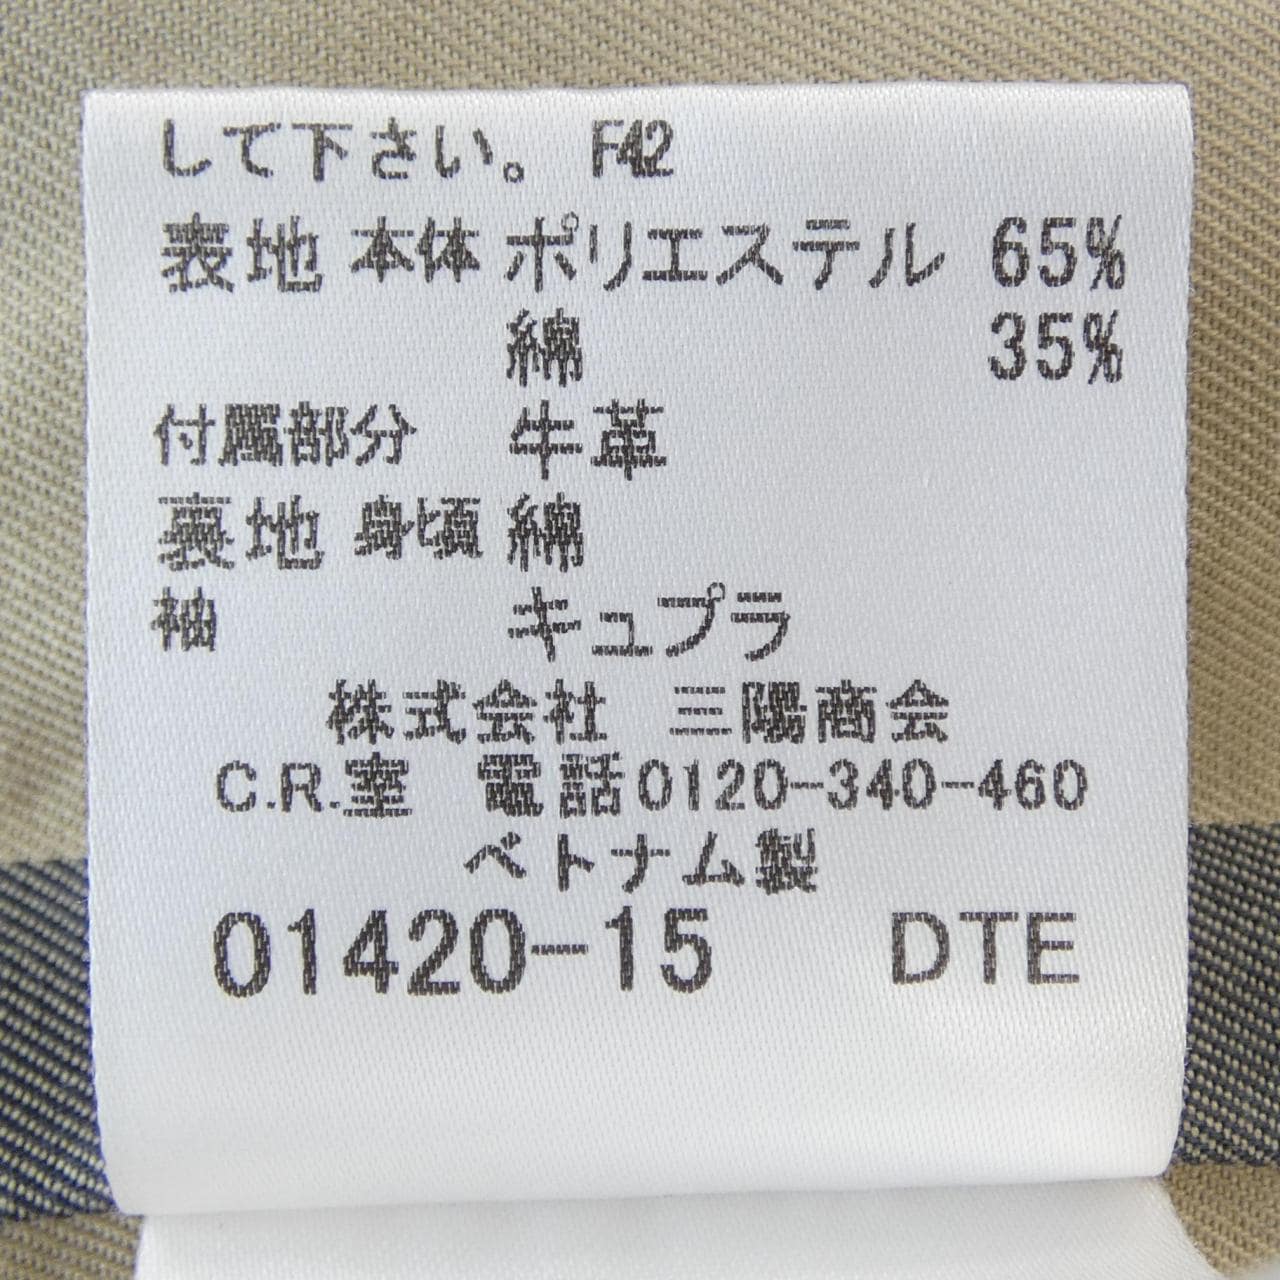 して下さい。 F42
表地 本体 ポリエステル 65%
綿 35%
付属部分 牛革
裏地 身頃 綿
袖 キュプラ
株式会社 三陽商会
C.R.室 電話0120-340-460
ベトナム製
01420-15 DTE